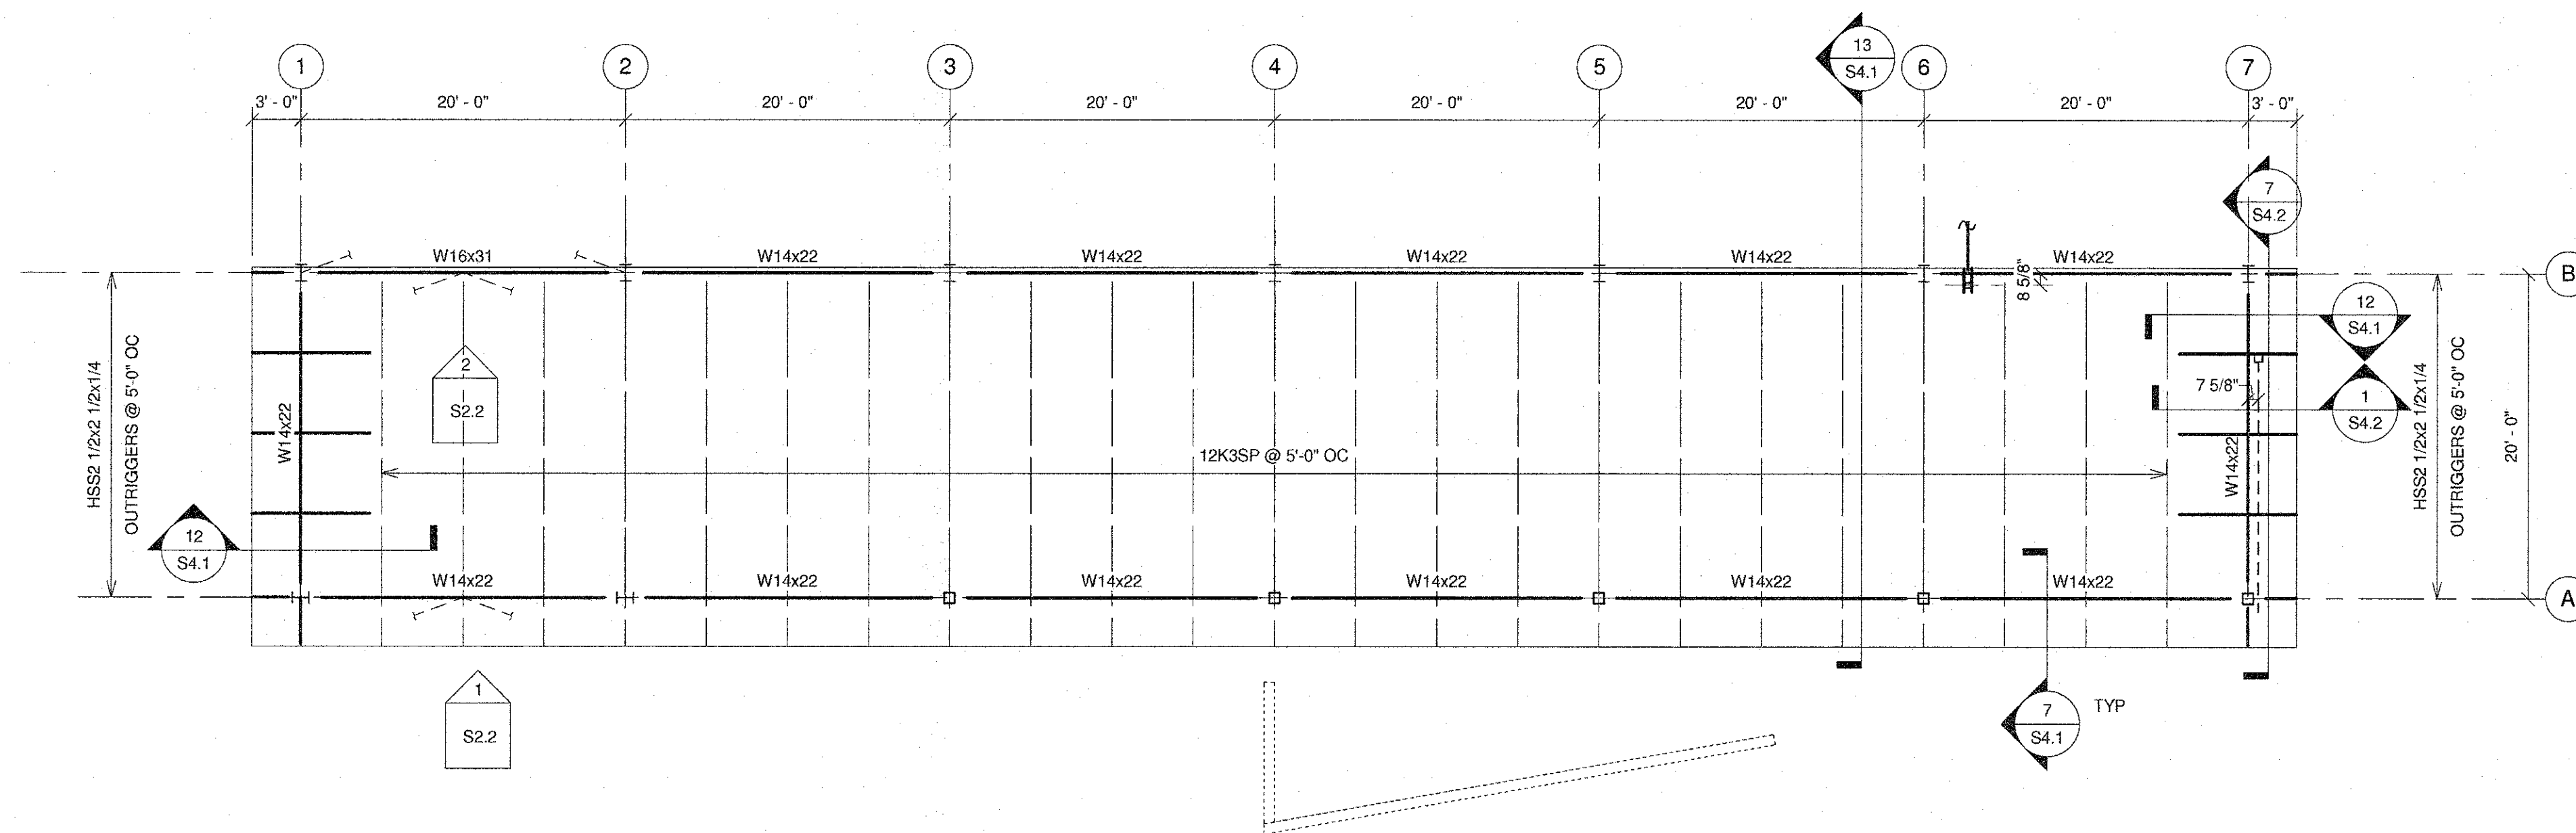 13
S4.1
1
2
3
4
5
6
7
3' - 0"
20' - 0"
20' - 0"
20' - 0"
20' - 0"
20' - 0"
20' - 0"
3' - 0"
7
S4.2
W16x31
W14x22
W14x22
W14x22
W14x22
W14x22
8 5/8"
B
12
S4.1
HSS2 1/2x2 1/2x1/4
OUTRIGGERS @ 5'-0" OC
W14x22
2
S2.2
7 5/8"
1
S4.2
W14x22
HSS2 1/2x2 1/2x1/4
OUTRIGGERS @ 5'-0" OC
20' - 0"
12K3SP @ 5'-0" OC
12
S4.1
W14x22
W14x22
W14x22
W14x22
W14x22
W14x22
A
1
S2.2
7
S4.1
TYP